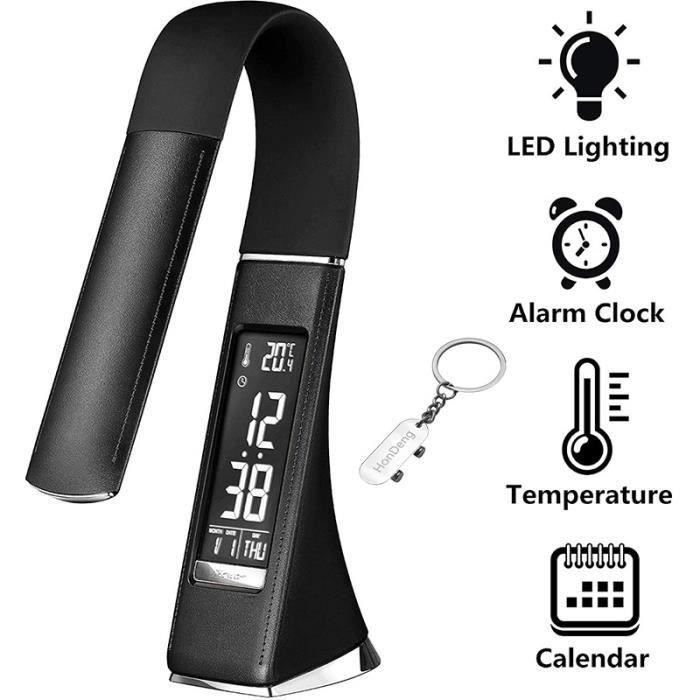 LED Lighting
Alarm Clock
Temperature
Calendar
20.4 °C
12
38
MONTH DATE DAY
1/1 THU
HonDeng